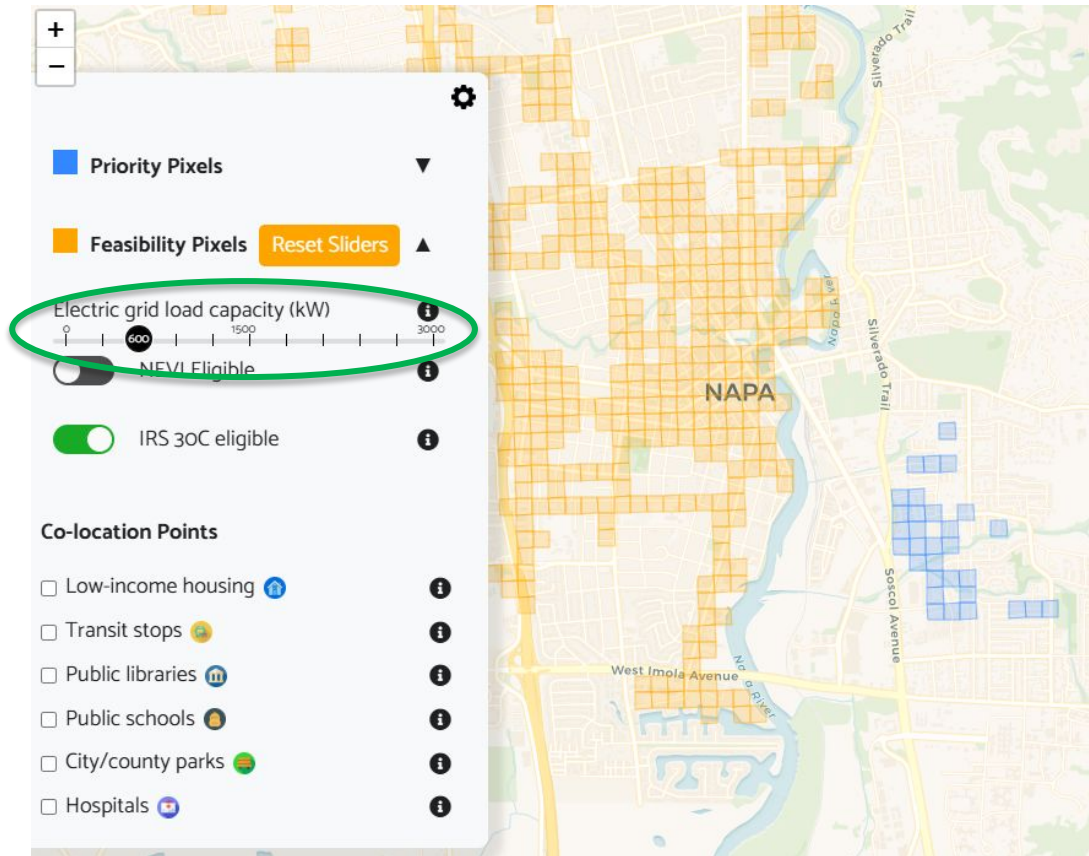 +
−
Priority Pixels ▼
Feasibility Pixels Reset Sliders ▲
Electric grid load capacity (kW)
0 600 1500 3000
NEVI Eligible
IRS 30C eligible
Co-location Points
Low-income housing
Transit stops
Public libraries
Public schools
City/county parks
Hospitals
Silverado Trail
Napa River
Silverado Trail
NAPA
Soscol Avenue
West Imola Avenue
Napa River